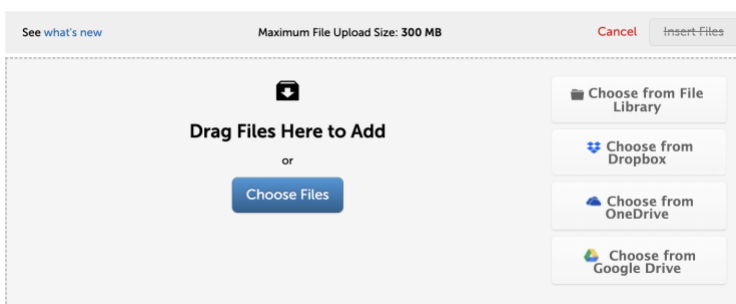 See what's new
Maximum File Upload Size: 300 MB
Cancel
Insert Files
Drag Files Here to Add
or
Choose Files
Choose from File
Library
Choose from
Dropbox
Choose from
OneDrive
Choose from
Google Drive